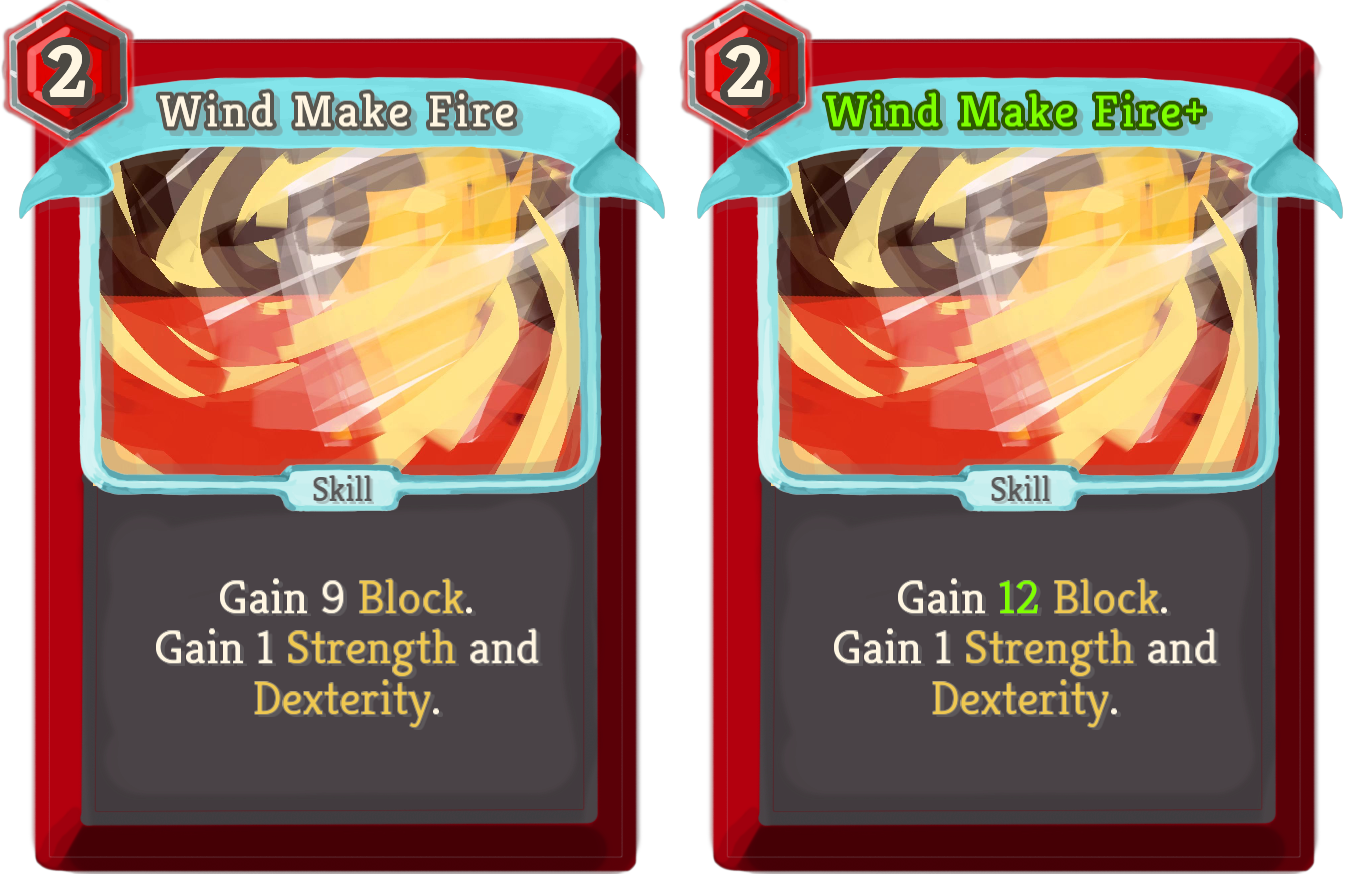 2
Wind Make Fire
Skill
Gain 9 Block.
Gain 1 Strength and
Dexterity.
2
Wind Make Fire+
Skill
Gain 12 Block.
Gain 1 Strength and
Dexterity.